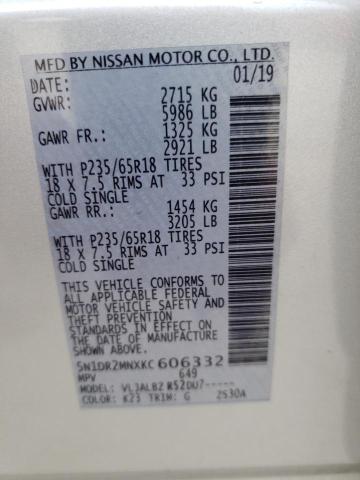 MFD BY NISSAN MOTOR CO., LTD.
DATE: 01/19
GVWR: 2715 KG
5986 LB
GAWR FR.: 1325 KG
2921 LB
WITH P235/65R18 TIRES
18 X 7.5 RIMS AT 33 PSI
COLD SINGLE
GAWR RR: 1454 KG
3205 LB
WITH P235/65R18 TIRES
18 X 7.5 RIMS AT 33 PSI
COLD SINGLE
THIS VEHICLE CONFORMS TO
ALL APPLICABLE FEDERAL
MOTOR VEHICLE SAFETY
AND THEFT PREVENTION
STANDARDS IN EFFECT ON
THE DATE OF MANUFACTURE
SHOWN ABOVE.
5N1DR2MNXKC606332
MPV 649
MODEL: VL3ALBZ R52DU7-----
COLOR: K23 TRIM: G 2530A